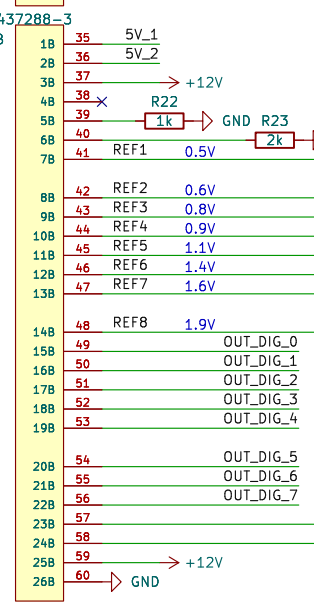 437288-3
B
1B 35 5V_1
2B 36 5V_2
3B 37 +12V
4B 38
5B 39 R22 1k GND
6B 40 R23 2k
7B 41 REF1 0.5V
8B 42 REF2 0.6V
9B 43 REF3 0.8V
10B 44 REF4 0.9V
11B 45 REF5 1.1V
12B 46 REF6 1.4V
13B 47 REF7 1.6V
14B 48 REF8 1.9V
15B 49 OUT_DIG_0
16B 50 OUT_DIG_1
17B 51 OUT_DIG_2
18B 52 OUT_DIG_3
19B 53 OUT_DIG_4
20B 54 OUT_DIG_5
21B 55 OUT_DIG_6
22B 56 OUT_DIG_7
23B 57
24B 58
25B 59 +12V
26B 60 GND